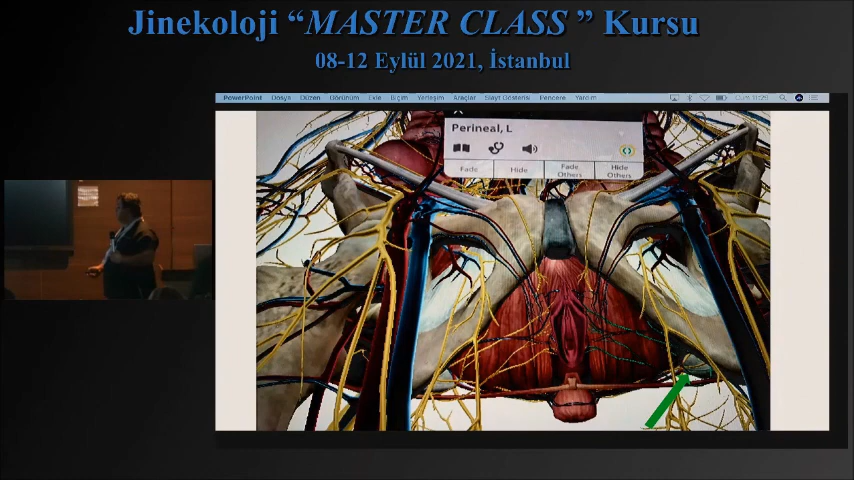 Jinekoloji “MASTER CLASS ” Kursu
08-12 Eylül 2021, İstanbul
PowerPoint Dosya Düzen Görünüm Ekle Biçim Yerleşim Araçlar Slayt Gösterisi Pencere Yardım
Perineal, L
Fade Hide Fade Others Hide Others